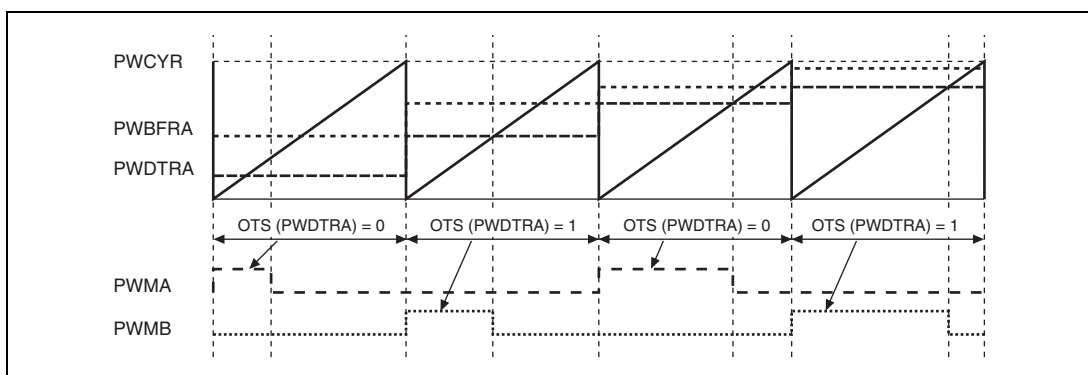 PWCYR
PWBFRA
PWDTRA
OTS (PWDTRA) = 0 OTS (PWDTRA) = 1 OTS (PWDTRA) = 0 OTS (PWDTRA) = 1
PWMA
PWMB